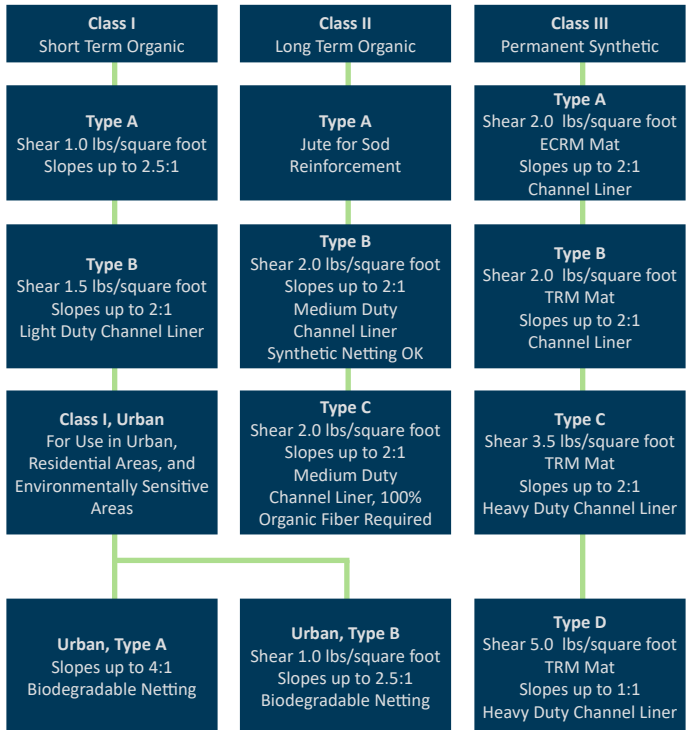 Class I
Short Term Organic
Type A
Shear 1.0 lbs/square foot
Slopes up to 2.5:1
Type B
Shear 1.5 lbs/square foot
Slopes up to 2:1
Light Duty Channel Liner
Class I, Urban
For Use in Urban,
Residential Areas, and
Environmentally Sensitive
Areas
Urban, Type A
Slopes up to 4:1
Biodegradable Netting
Urban, Type B
Shear 1.0 lbs/square foot
Slopes up to 2.5:1
Biodegradable Netting
Class II
Long Term Organic
Type A
Jute for Sod
Reinforcement
Type B
Shear 2.0 lbs/square foot
Slopes up to 2:1
Medium Duty
Channel Liner
Synthetic Netting OK
Type C
Shear 2.0 lbs/square foot
Slopes up to 2:1
Medium Duty
Channel Liner, 100%
Organic Fiber Required
Class III
Permanent Synthetic
Type A
Shear 2.0 lbs/square foot
ECRM Mat
Slopes up to 2:1
Channel Liner
Type B
Shear 2.0 lbs/square foot
TRM Mat
Slopes up to 2:1
Channel Liner
Type C
Shear 3.5 lbs/square foot
TRM Mat
Slopes up to 2:1
Heavy Duty Channel Liner
Type D
Shear 5.0 lbs/square foot
TRM Mat
Slopes up to 1:1
Heavy Duty Channel Liner